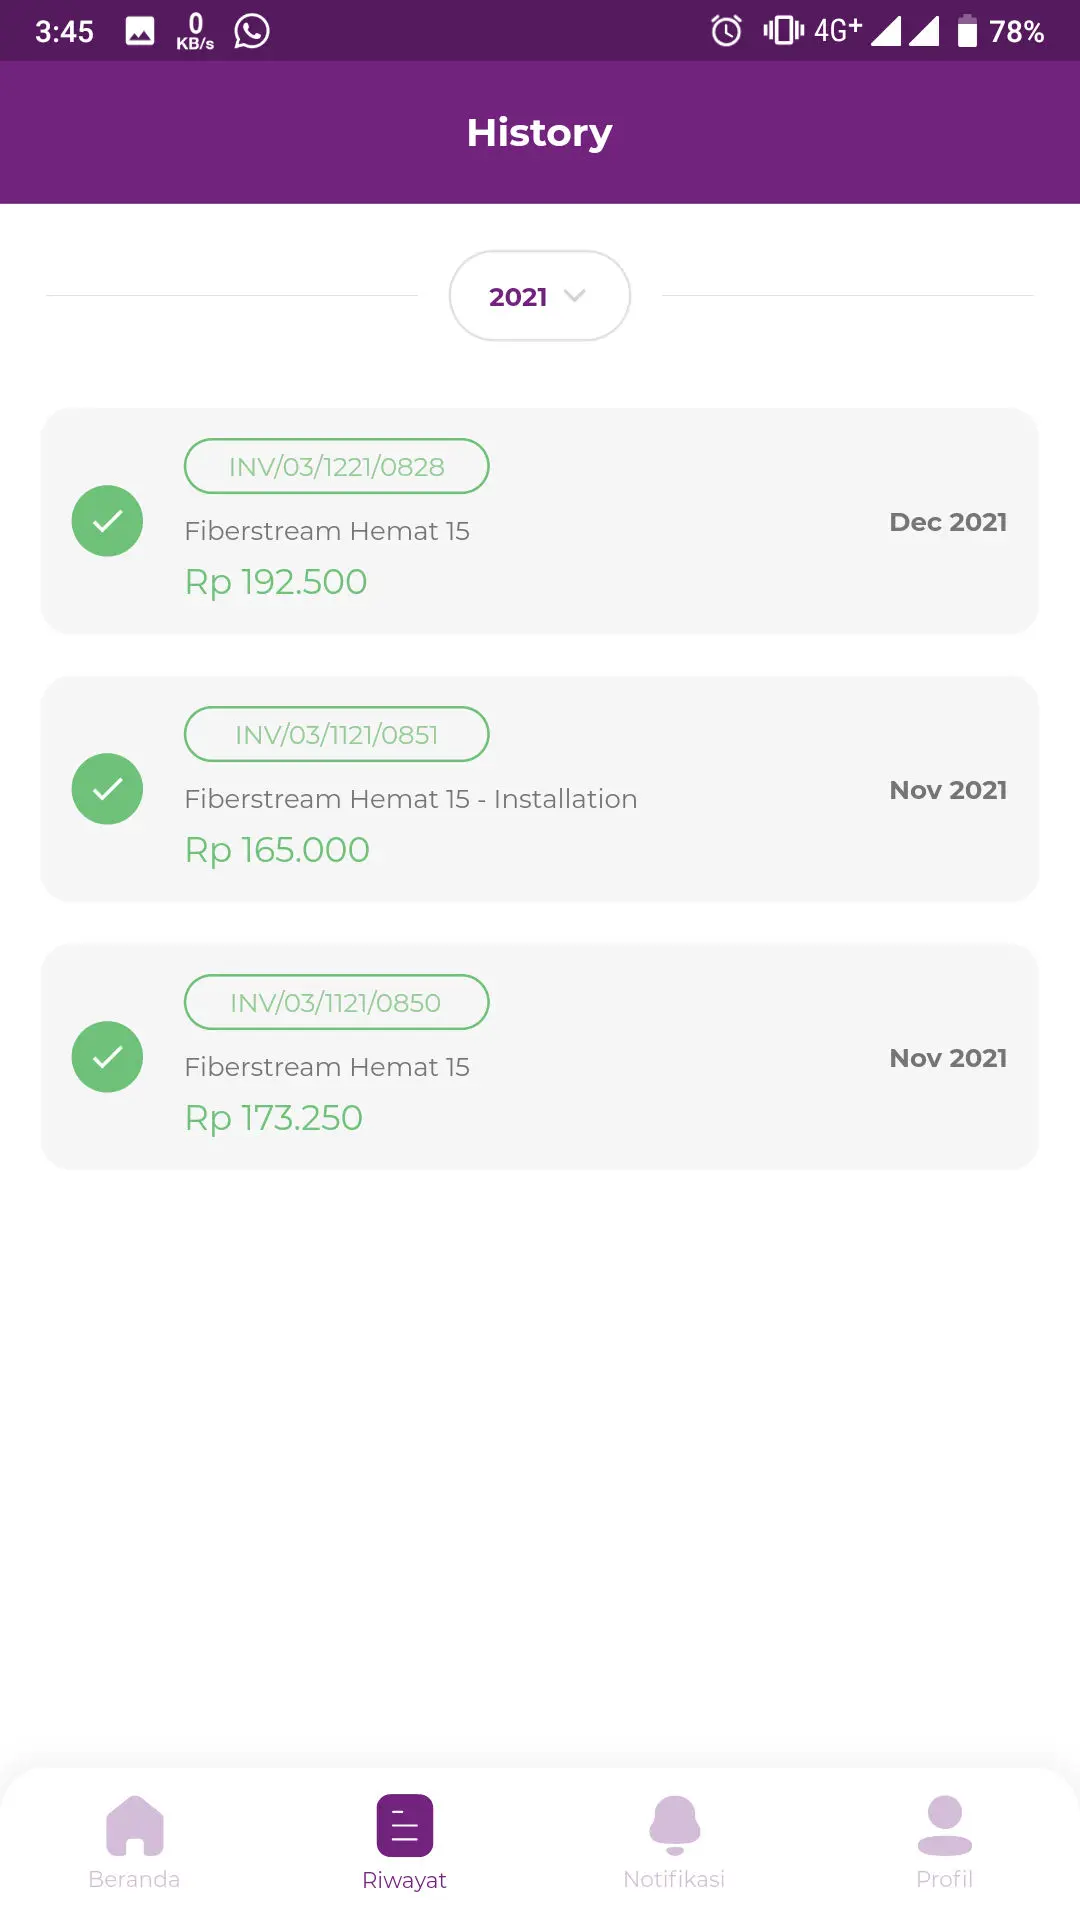 3:45 0 KB/s 4G+ 78%
History
2021
INV/03/1221/0828
Fiberstream Hemat 15
Rp 192.500
Dec 2021
INV/03/1121/0851
Fiberstream Hemat 15 - Installation
Rp 165.000
Nov 2021
INV/03/1121/0850
Fiberstream Hemat 15
Rp 173.250
Nov 2021
Beranda Riwayat Notifikasi Profil